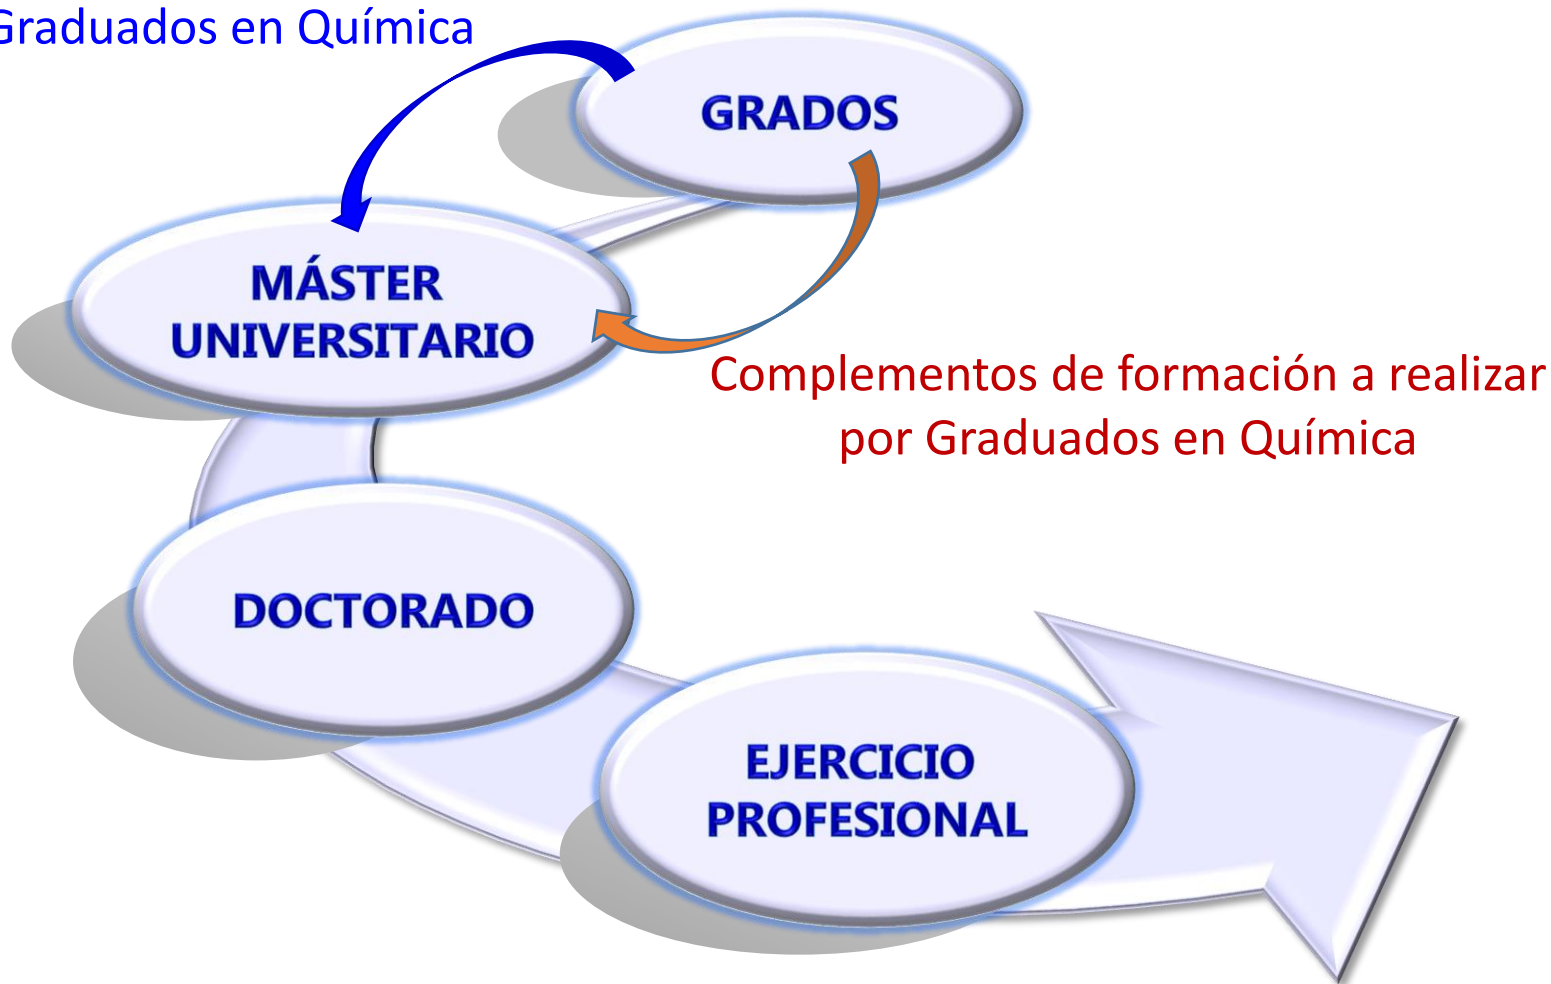 Graduados en Química
GRADOS
MÁSTER
UNIVERSITARIO
Complementos de formación a realizar
por Graduados en Química
DOCTORADO
EJERCICIO
PROFESIONAL